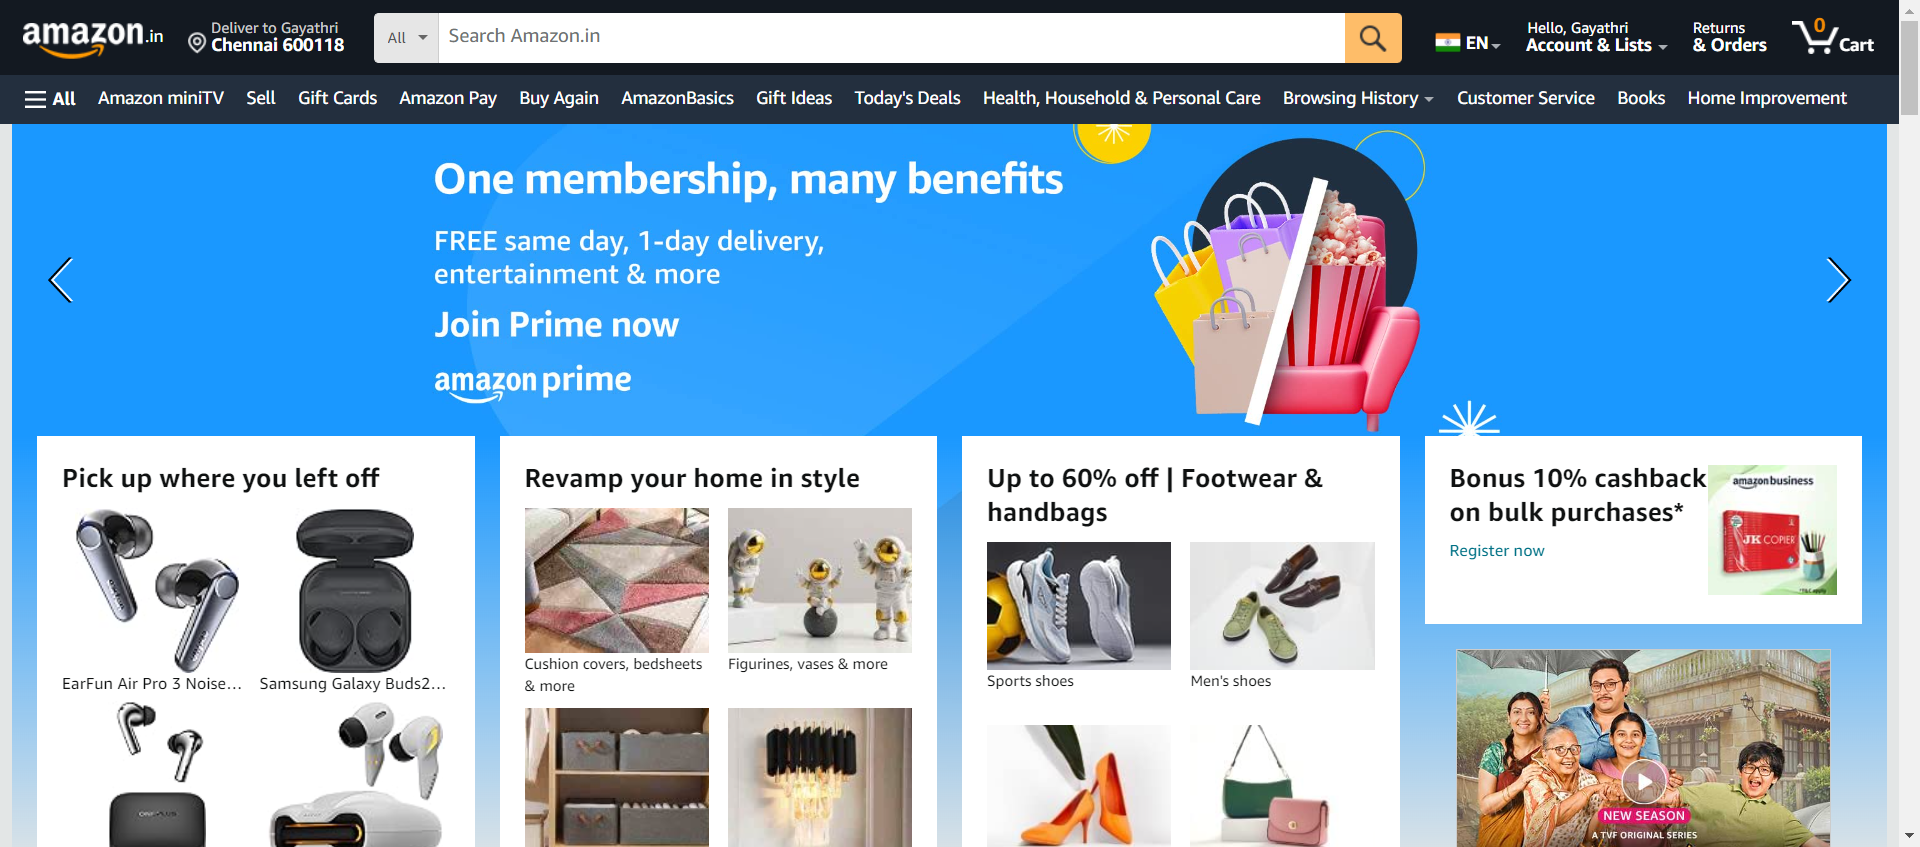 amazon.in
Deliver to Gayathri
Chennai 600118
All
Search Amazon.in
EN
Hello, Gayathri
Account & Lists
Returns
& Orders
0
Cart
All
Amazon miniTV
Sell
Gift Cards
Amazon Pay
Buy Again
AmazonBasics
Gift Ideas
Today's Deals
Health, Household & Personal Care
Browsing History
Customer Service
Books
Home Improvement
One membership, many benefits
FREE same day, 1-day delivery,
entertainment & more
Join Prime now
amazon prime
Pick up where you left off
EarFun Air Pro 3 Noise...
Samsung Galaxy Buds2...
ONEPLUS
Revamp your home in style
Cushion covers, bedsheets
& more
Figurines, vases & more
Up to 60% off | Footwear &
handbags
Sports shoes
Men's shoes
Bonus 10% cashback
on bulk purchases*
Register now
amazon business
JK COPIER
*T&C apply
NEW SEASON
A TVF ORIGINAL SERIES